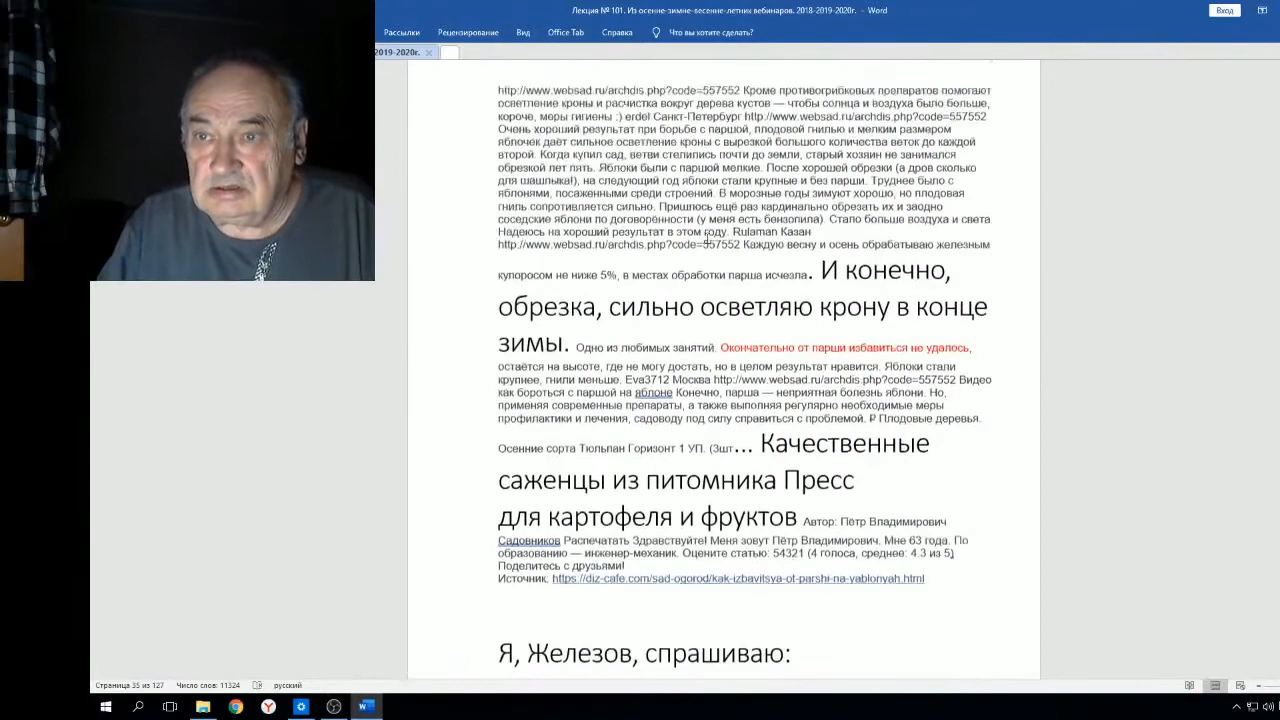 Лекция № 101. Из осенне-зимне-весенне-летних вебинаров. 2018-2019-2020г. - Word
Вход
Рассылки Рецензирование Вид Office Tab Справка Что вы хотите сделать?
2019-2020г.
http://www.websad.ru/archdis.php?code=557552 Кроме противогрибковых препаратов помогают
осветление кроны и расчистка вокруг дерева кустов — чтобы солнца и воздуха было больше,
короче, меры гигиены :) erdel Санкт-Петербург http://www.websad.ru/archdis.php?code=557552
Очень хороший результат при борьбе с паршой, плодовой гнилью и мелким размером
яблочек даёт сильное осветление кроны с вырезкой большого количества веток до каждой
второй. Когда купил сад, ветви стелились почти до земли, старый хозяин не занимался
обрезкой лет пять. Яблоки были с паршой мелкие. После хорошей обрезки (а дров сколько
для шашлыка!), на следующий год яблоки стали крупные и без парши. Труднее было с
яблонями, посаженными среди строений. В морозные годы зимуют хорошо, но плодовая
гниль сопротивляется сильно. Пришлось ещё раз кардинально обрезать их и заодно
соседские яблони по договорённости (у меня есть бензопила). Стало больше воздуха и света
Надеюсь на хороший результат в этом году. Rulaman Казан
http://www.websad.ru/archdis.php?code=557552 Каждую весну и осень обрабатываю железным
купоросом не ниже 5%, в местах обработки парша исчезла. И конечно,
обрезка, сильно осветляю крону в конце
зимы. Одно из любимых занятий. Окончательно от парши избавиться не удалось,
остаётся на высоте, где не могу достать, но в целом результат нравится. Яблоки стали
крупнее, гнили меньше. Eva3712 Москва http://www.websad.ru/archdis.php?code=557552 Видео
как бороться с паршой на яблоне Конечно, парша — неприятная болезнь яблони. Но,
применяя современные препараты, а также выполняя регулярно необходимые меры
профилактики и лечения, садоводу под силу справиться с проблемой. ₽ Плодовые деревья.
Осенние сорта Тюльпан Горизонт 1 УП. (3шт... Качественные
саженцы из питомника Пресс
для картофеля и фруктов Автор: Пётр Владимирович
Садовников Распечатать Здравствуйте! Меня зовут Пётр Владимирович. Мне 63 года. По
образованию — инженер-механик. Оцените статью: 54321 (4 голоса, среднее: 4.3 из 5)
Поделитесь с друзьями!
Источник: https://diz-cafe.com/sad-ogorod/kak-izbavitsya-ot-parshi-na-yablonyah.html
Я, Железов, спрашиваю:
Страница 35 из 127 Число слов: 11324 русский